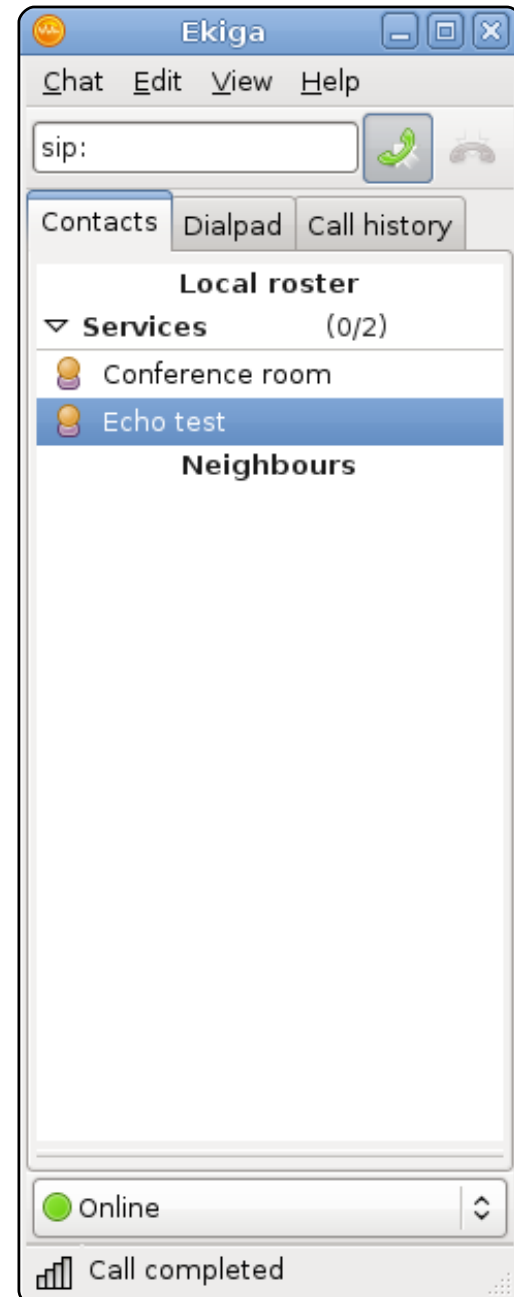 Ekiga
Chat Edit View Help
sip:
Contacts Dialpad Call history
Local roster
Services (0/2)
Conference room
Echo test
Neighbours
Online
Call completed